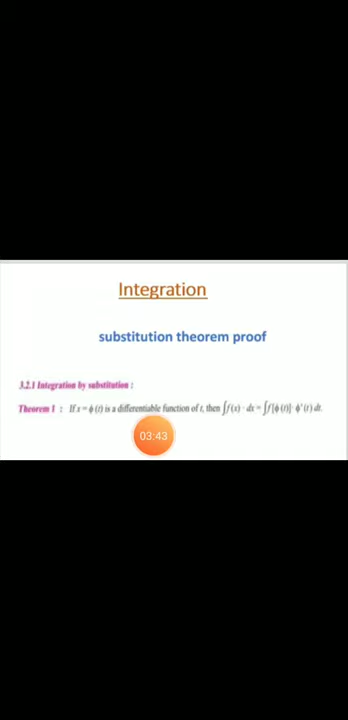 Integration
substitution theorem proof
3.2.1 Integration by substitution :
Theorem 1 : If x = ϕ (t) is a differentiable function of t, then ∫f (x) · dx = ∫f [ϕ (t)] · ϕ' (t) dt.
03:43